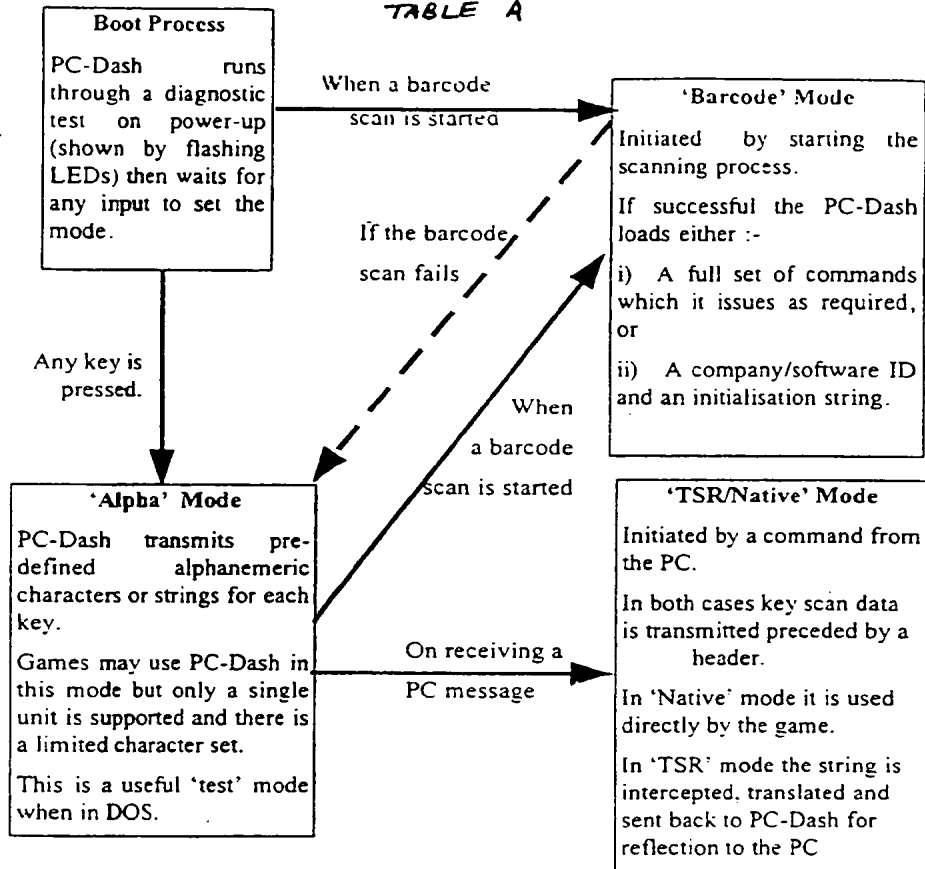 TABLE A
Boot Process
PC-Dash runs
through a diagnostic
test on power-up
(shown by flashing
LEDs) then waits for
any input to set the
mode.
When a barcode
scan is started
'Barcode' Mode
Initiated by starting the
scanning process.
If successful the PC-Dash
loads either :-
i) A full set of commands
which it issues as required,
or
ii) A company/software ID
and an initialisation string.
If the barcode
scan fails
Any key is
pressed.
When
a barcode
scan is started
'Alpha' Mode
PC-Dash transmits pre-
defined alphanemeric
characters or strings for each
key.
Games may use PC-Dash in
this mode but only a single
unit is supported and there is
a limited character set.
This is a useful 'test' mode
when in DOS.
On receiving a
PC message
'TSR/Native' Mode
Initiated by a command from
the PC.
In both cases key scan data
is transmitted preceded by a
header.
In 'Native' mode it is used
directly by the game.
In 'TSR' mode the string is
intercepted, translated and
sent back to PC-Dash for
reflection to the PC